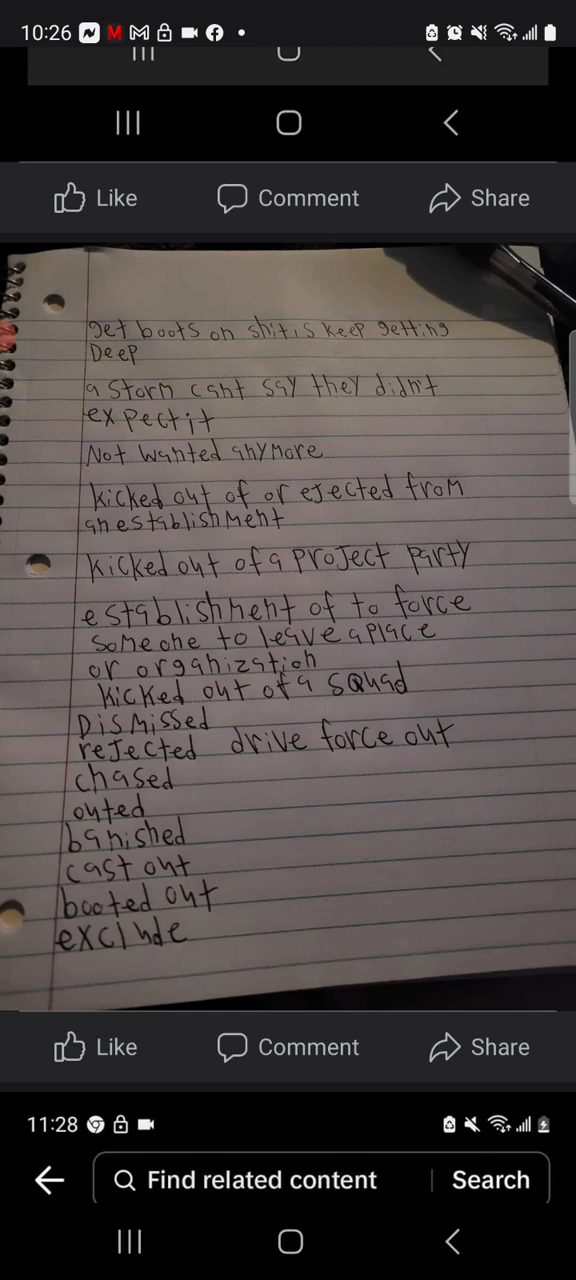 10:26
Like Comment Share
get boots on shit is keep getting
Deep
a storm cant say they didn't
expect it
Not wanted anymore
kicked out of or ejected from
an establishment
kicked out of a project party
establishment of to force
someone to leave a place
or organization
kicked out of a squad
Dismissed
rejected drive force out
chased
outed
banished
cast out
booted out
exclude
Like Comment Share
11:28
Find related content Search